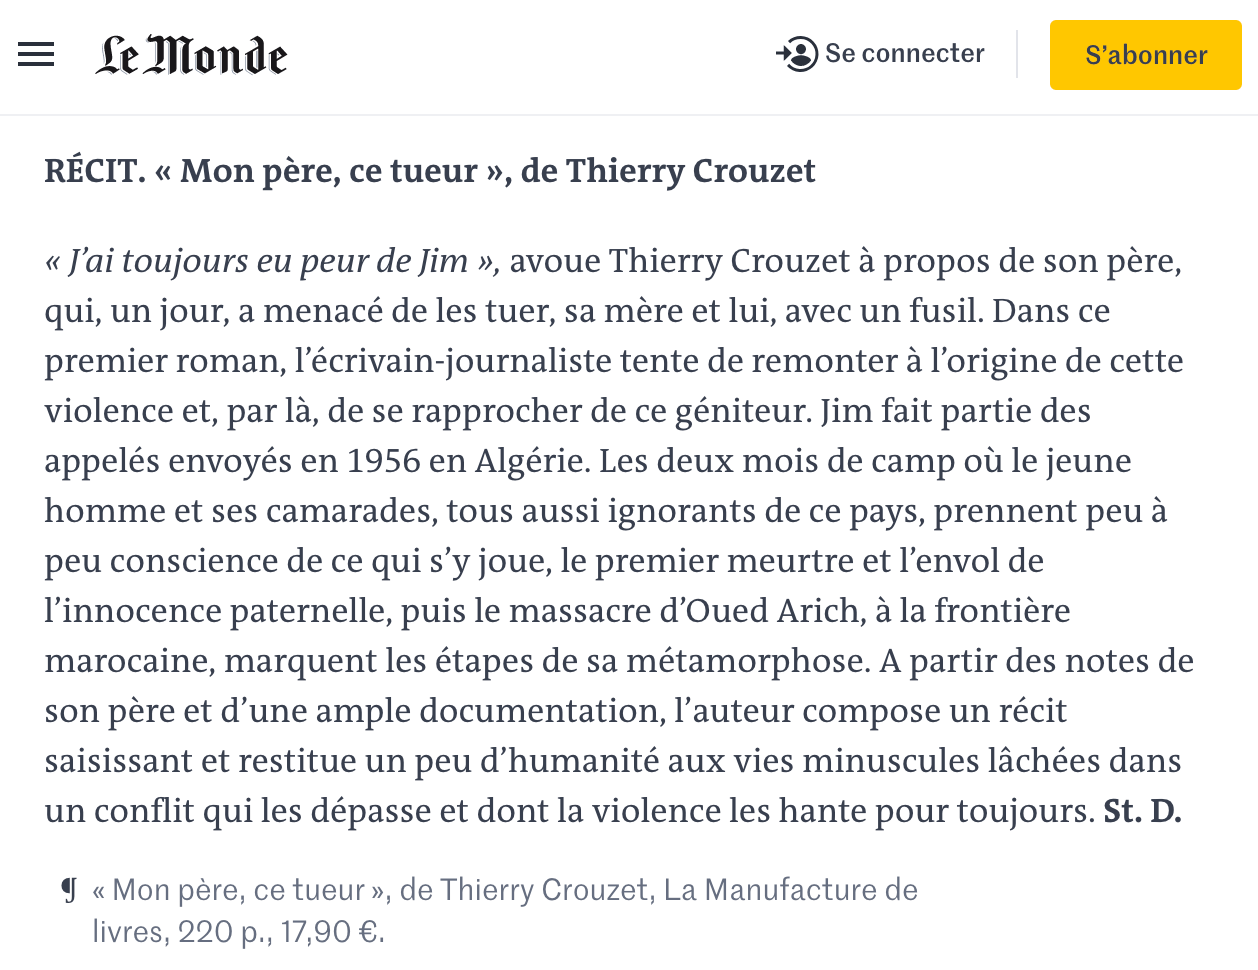 Le Monde
Se connecter
S’abonner
RÉCIT. « Mon père, ce tueur », de Thierry Crouzet
« J’ai toujours eu peur de Jim », avoue Thierry Crouzet à propos de son père,
qui, un jour, a menacé de les tuer, sa mère et lui, avec un fusil. Dans ce
premier roman, l’écrivain-journaliste tente de remonter à l’origine de cette
violence et, par là, de se rapprocher de ce géniteur. Jim fait partie des
appelés envoyés en 1956 en Algérie. Les deux mois de camp où le jeune
homme et ses camarades, tous aussi ignorants de ce pays, prennent peu à
peu conscience de ce qui s’y joue, le premier meurtre et l’envol de
l’innocence paternelle, puis le massacre d’Oued Arich, à la frontière
marocaine, marquent les étapes de sa métamorphose. A partir des notes de
son père et d’une ample documentation, l’auteur compose un récit
saisissant et restitue un peu d’humanité aux vies minuscules lâchées dans
un conflit qui les dépasse et dont la violence les hante pour toujours. St. D.
¶ « Mon père, ce tueur », de Thierry Crouzet, La Manufacture de
livres, 220 p., 17,90 €.